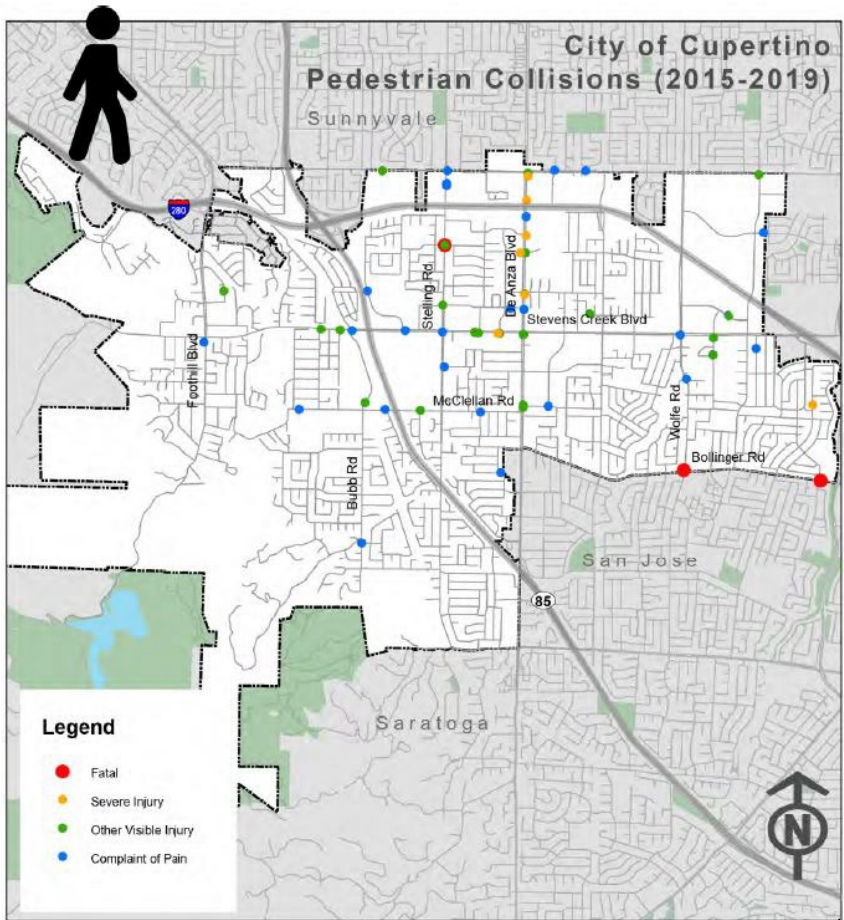 City of Cupertino
Pedestrian Collisions (2015-2019)
Sunnyvale
280
Stelling Rd
De Anza Blvd
Stevens Creek Blvd
Foothill Blvd
McClellan Rd
Wolfe Rd
Bollinger Rd
Bubb Rd
San Jose
85
Saratoga
Legend
Fatal
Severe Injury
Other Visible Injury
Complaint of Pain
N